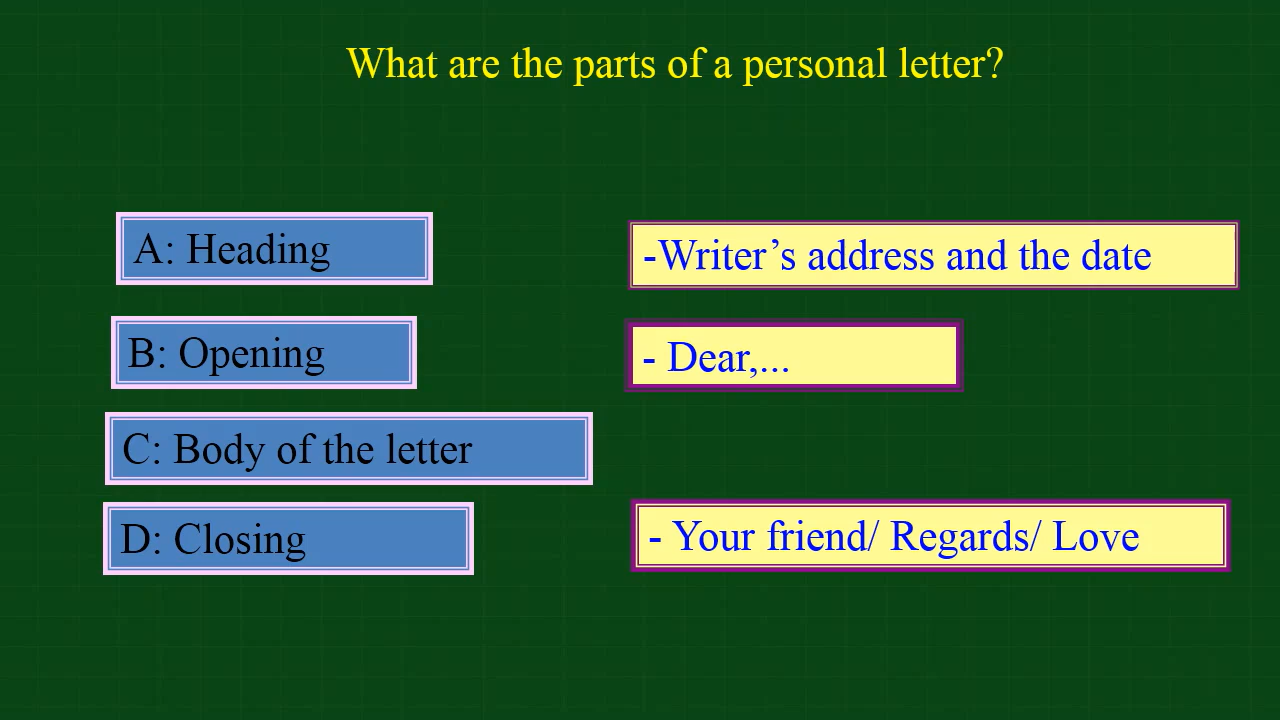 What are the parts of a personal letter?
A: Heading
-Writer’s address and the date
B: Opening
- Dear,...
C: Body of the letter
D: Closing
- Your friend/ Regards/ Love